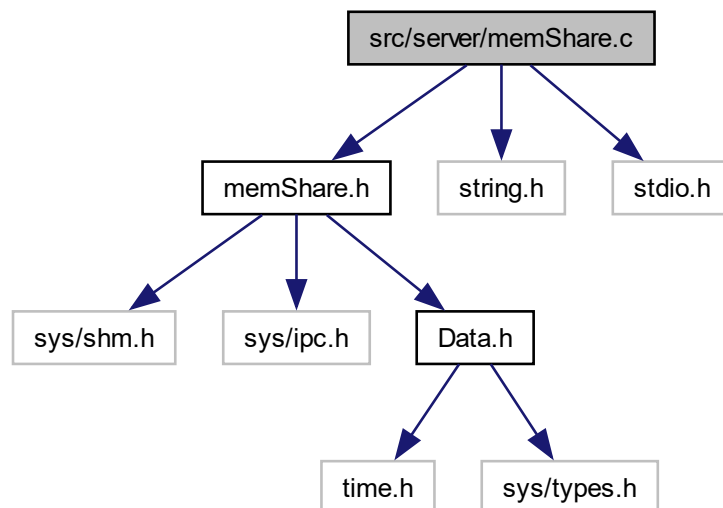 src/server/memShare.c
memShare.h
string.h
stdio.h
sys/shm.h
sys/ipc.h
Data.h
time.h
sys/types.h